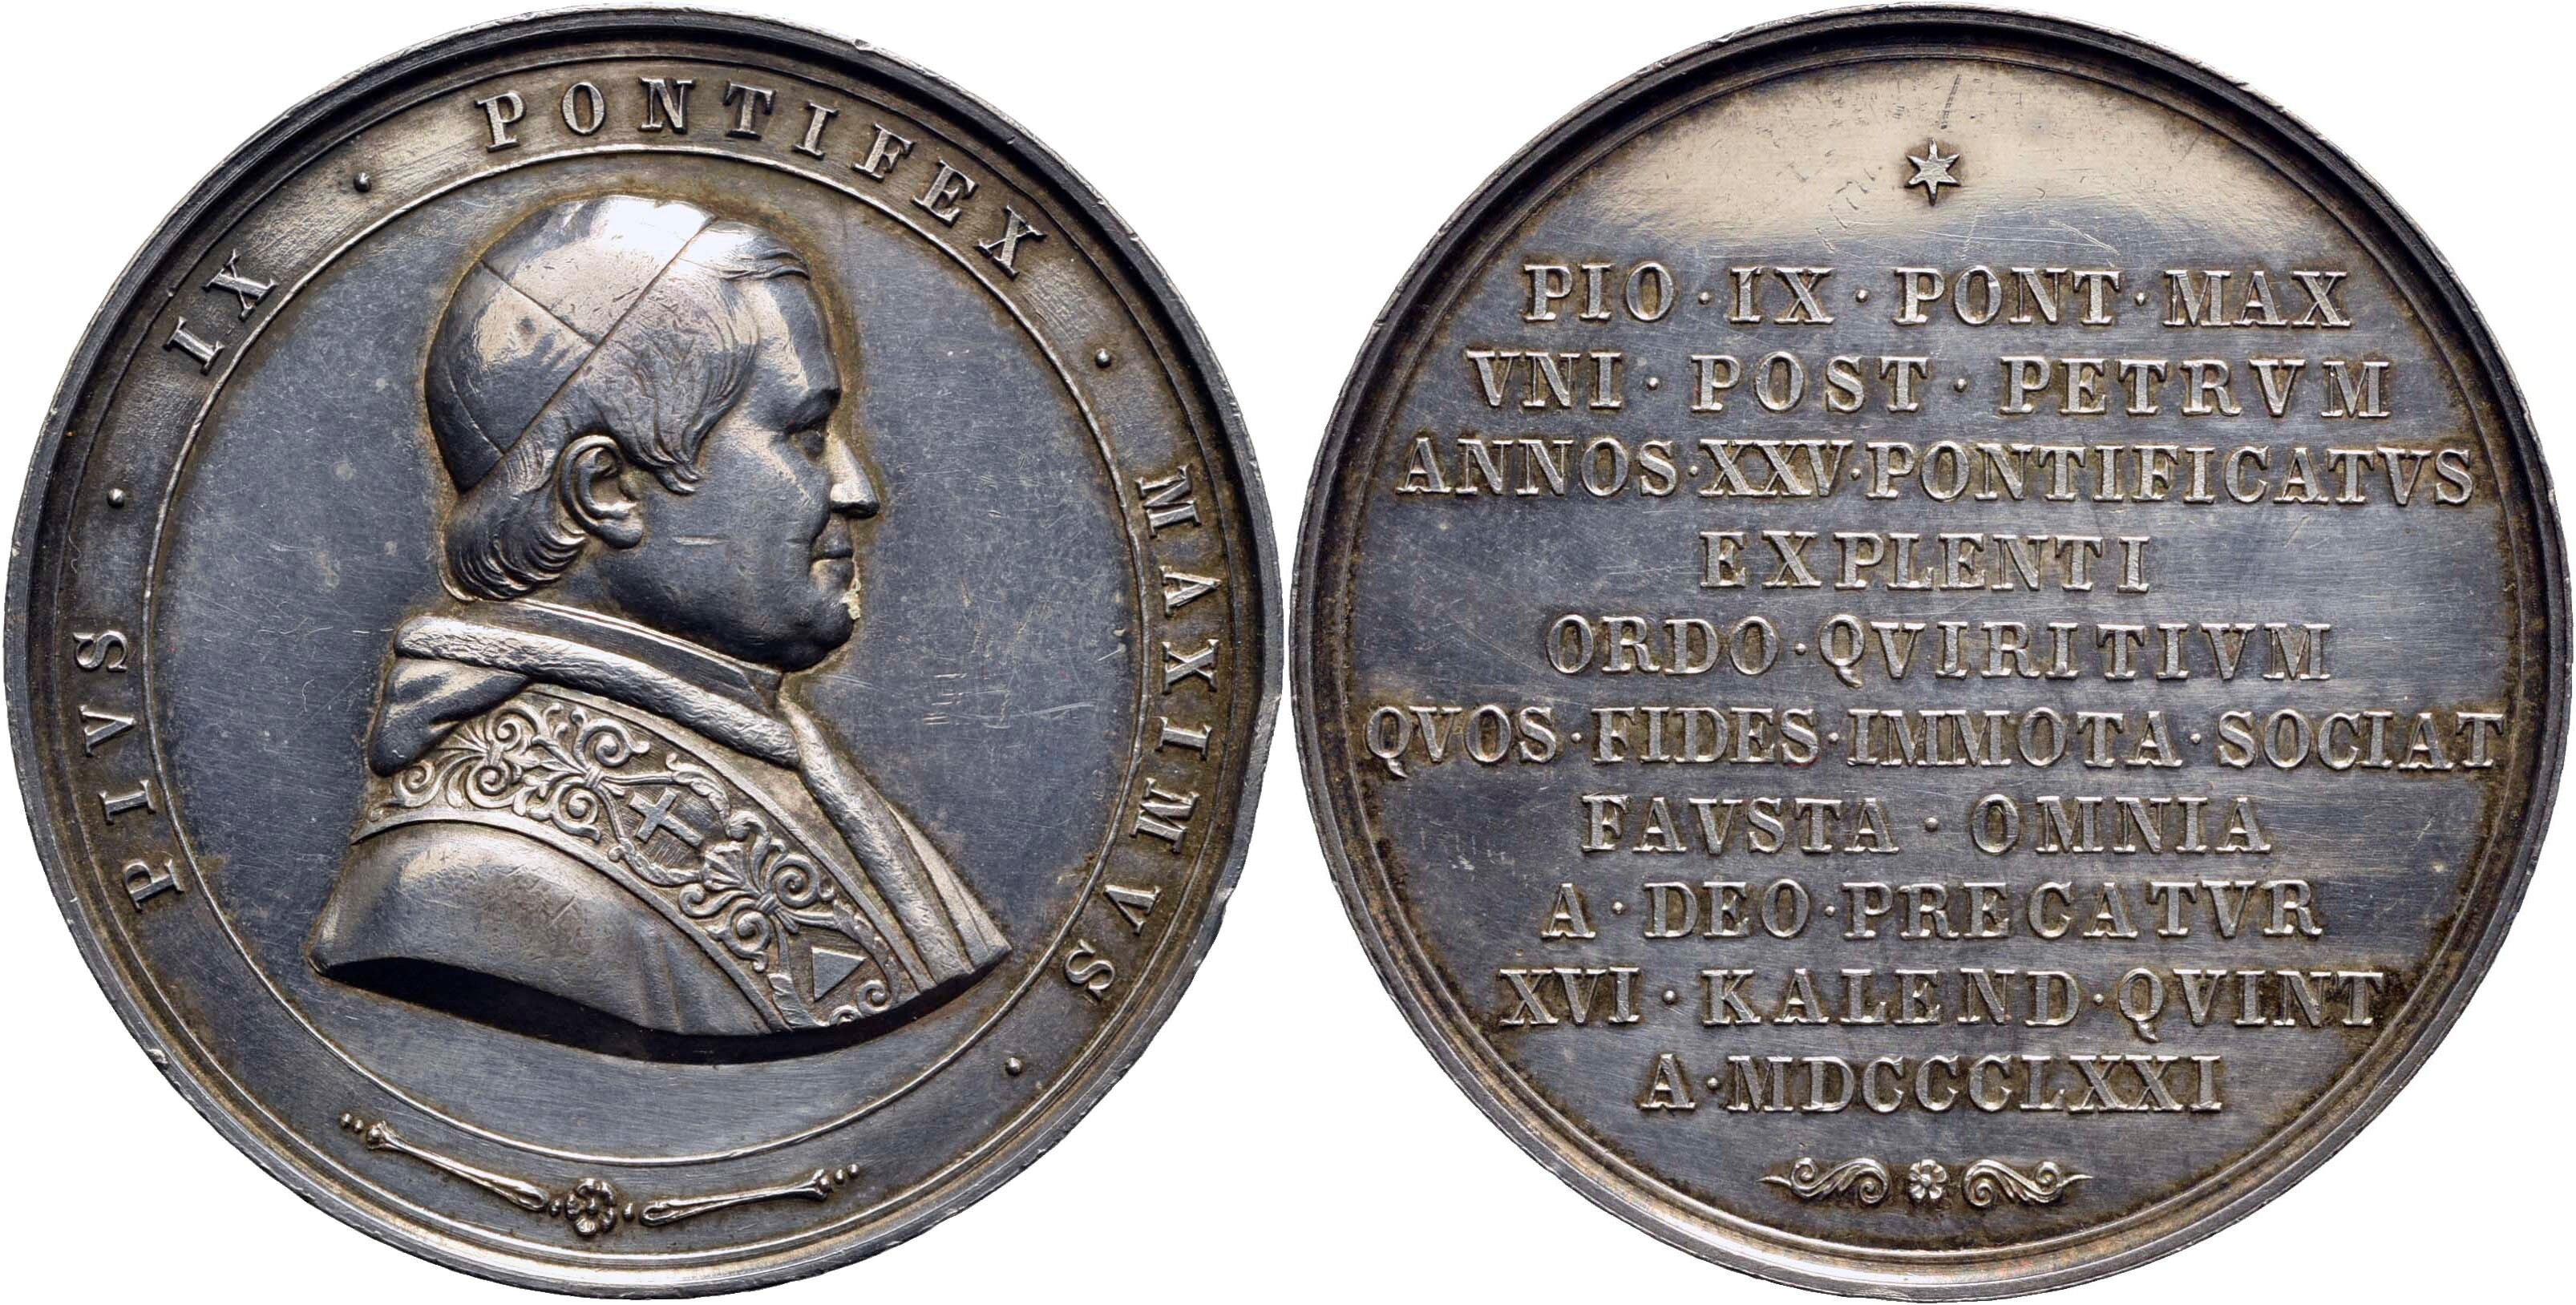 PIVS · IX · PONTIFEX · MAXIMVS ·
PIO · IX · PONT · MAX
VNI · POST · PETRVM
ANNOS · XXV · PONTIFICATVS
EXPLENTI
ORDO · QVIRITIVM
QVOS · FIDES · IMMOTA · SOCIAT
FAVSTA · OMNIA
A · DEO · PRECATVR
XVI · KALEND · QVINT
A · MDCCCLXXI